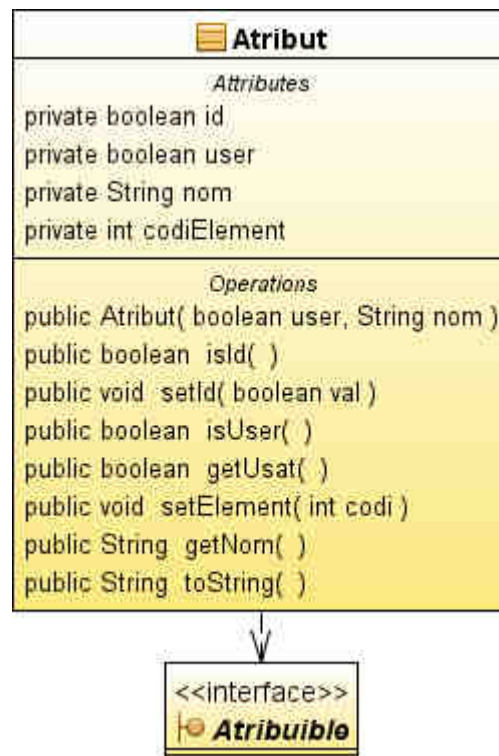 Atribut
Attributes
private boolean id
private boolean user
private String nom
private int codiElement
Operations
public Atribut( boolean user, String nom )
public boolean isId( )
public void setId( boolean val )
public boolean isUser( )
public boolean getUsat( )
public void setElement( int codi )
public String getNom( )
public String toString( )
<<interface>>
Atribuible